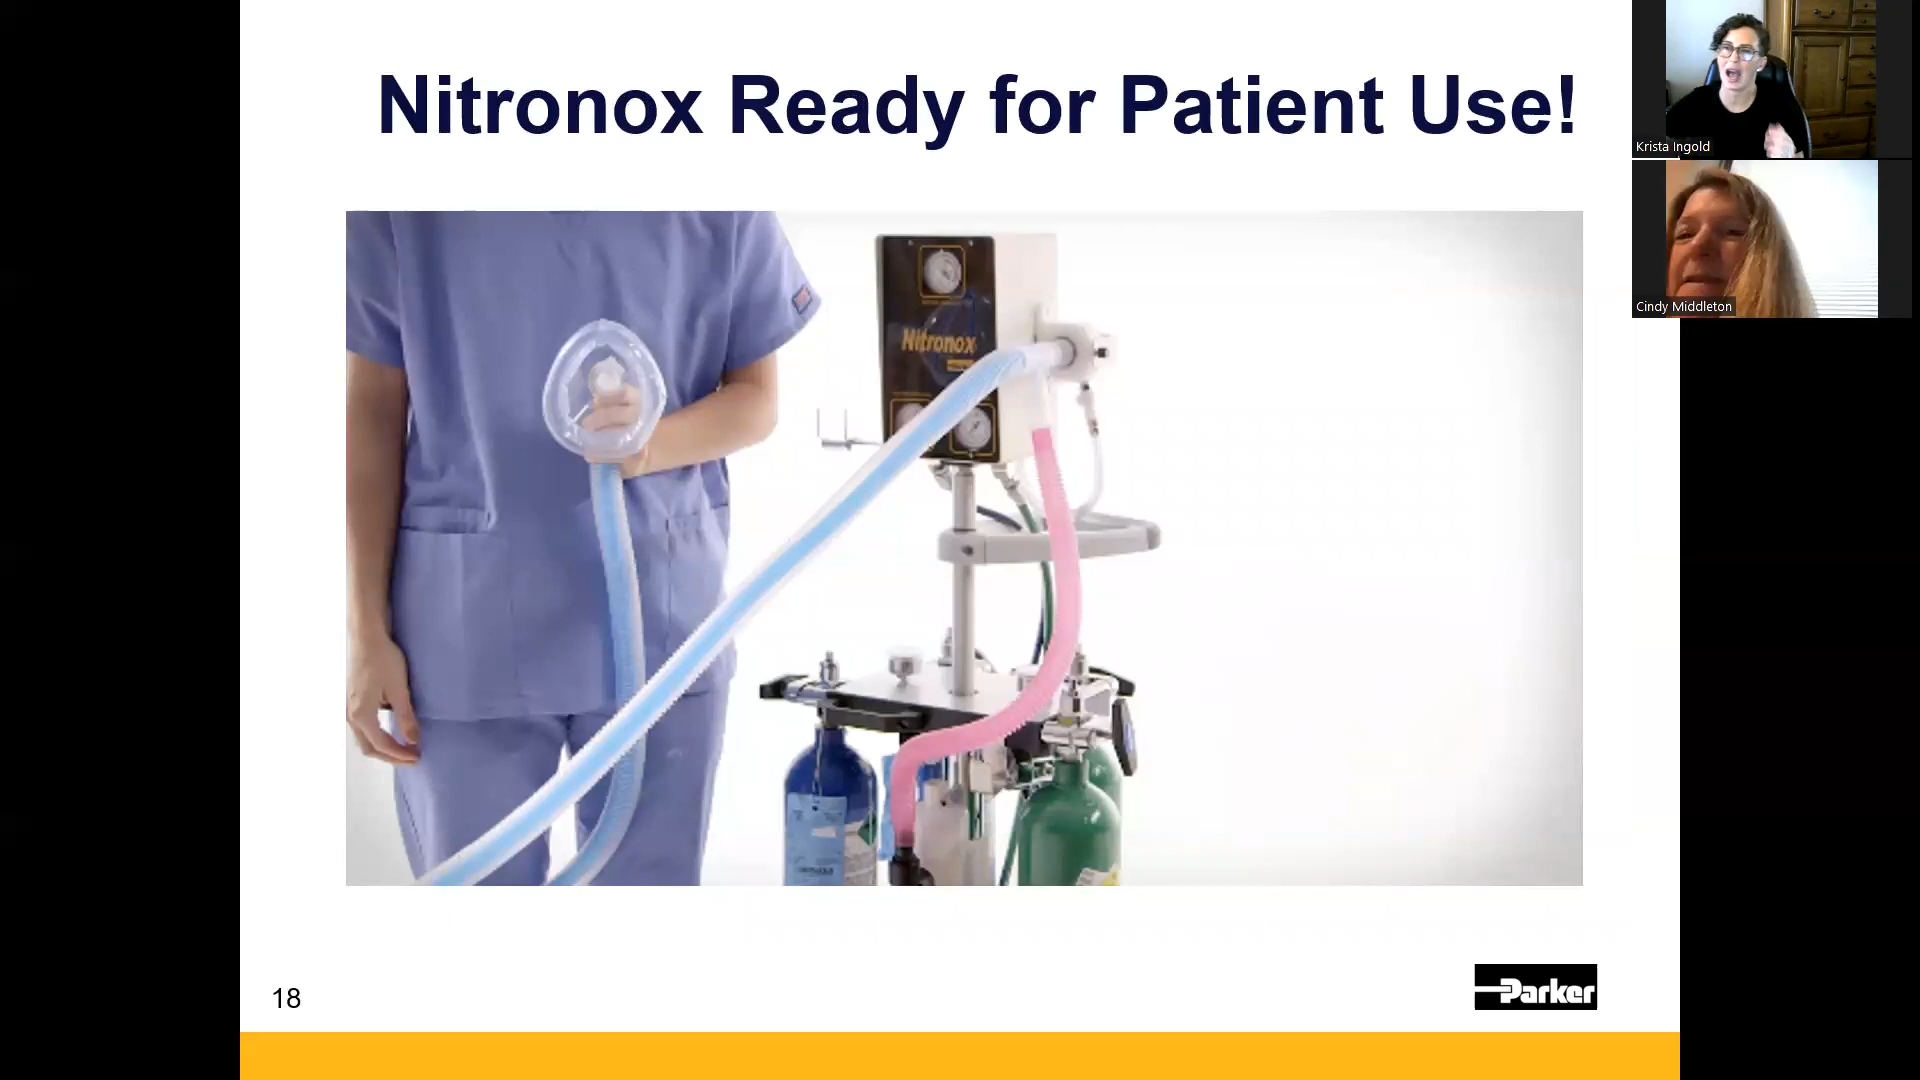 Nitronox Ready for Patient Use!
Krista Ingold
Cindy Middleton
Nitronox
18
Parker